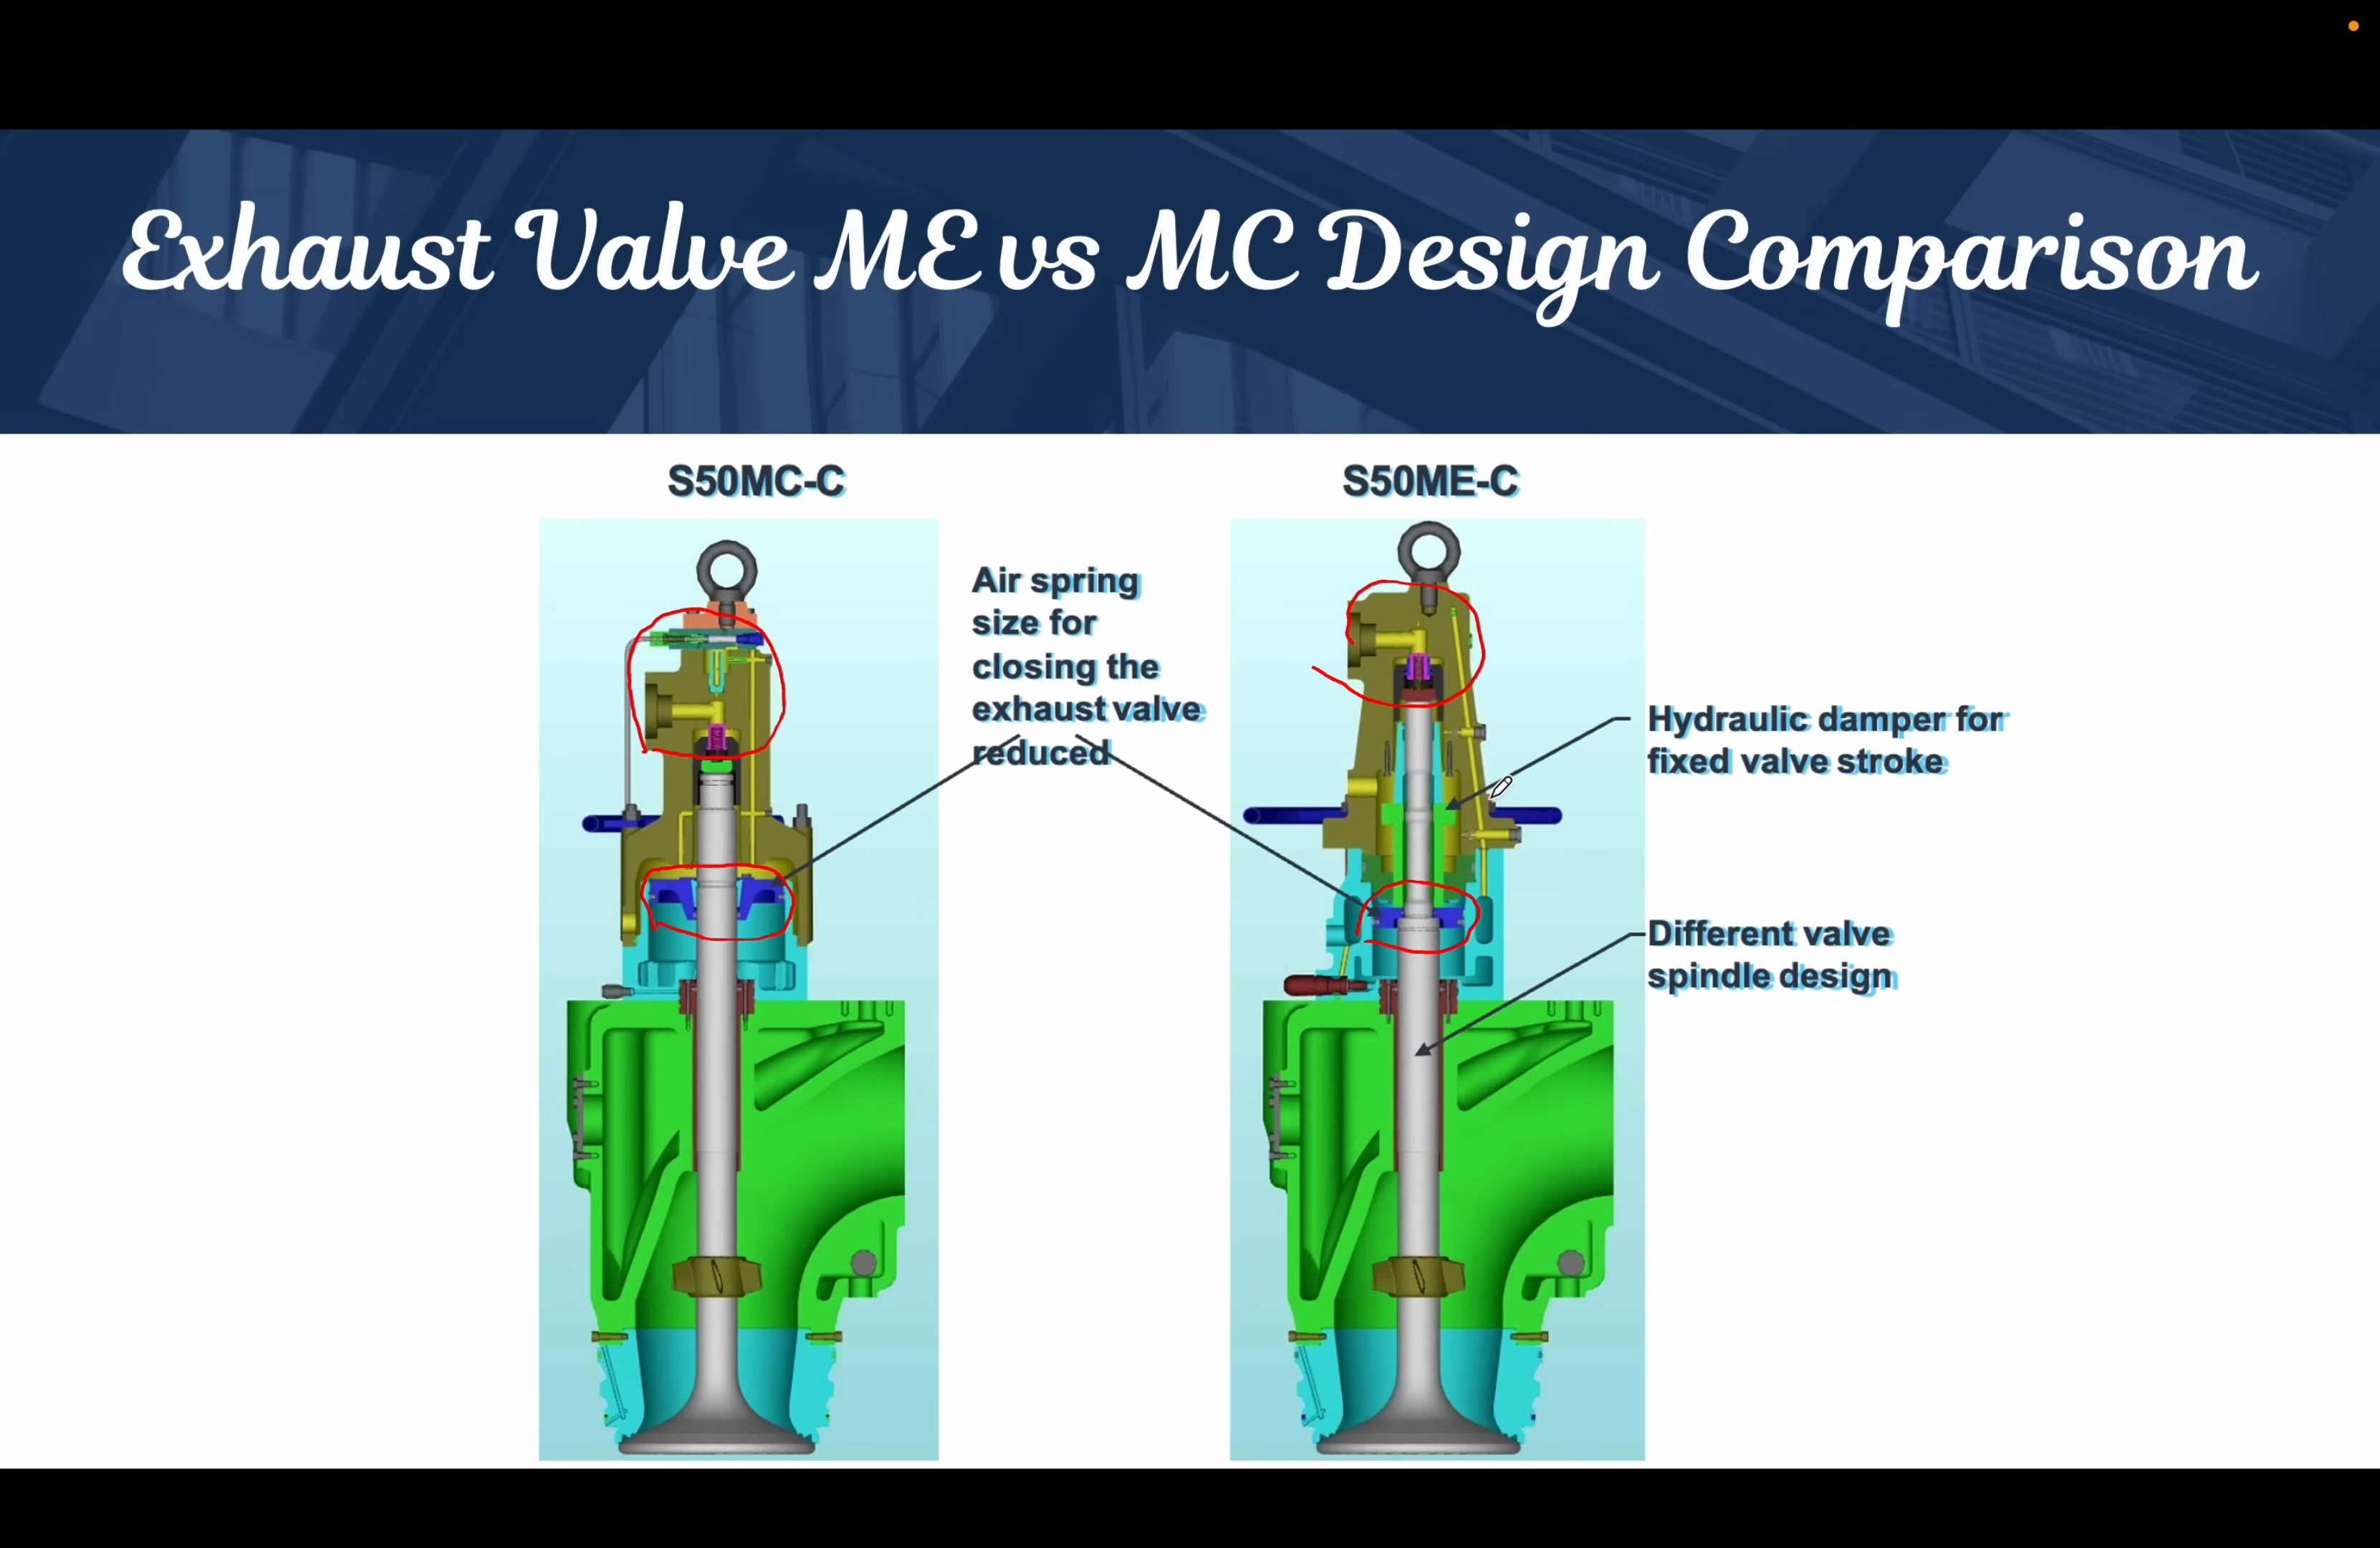 Exhaust Valve ME vs MC Design Comparison
S50MC-C
S50ME-C
Air spring
size for
closing the
exhaust valve
reduced
Hydraulic damper for
fixed valve stroke
Different valve
spindle design